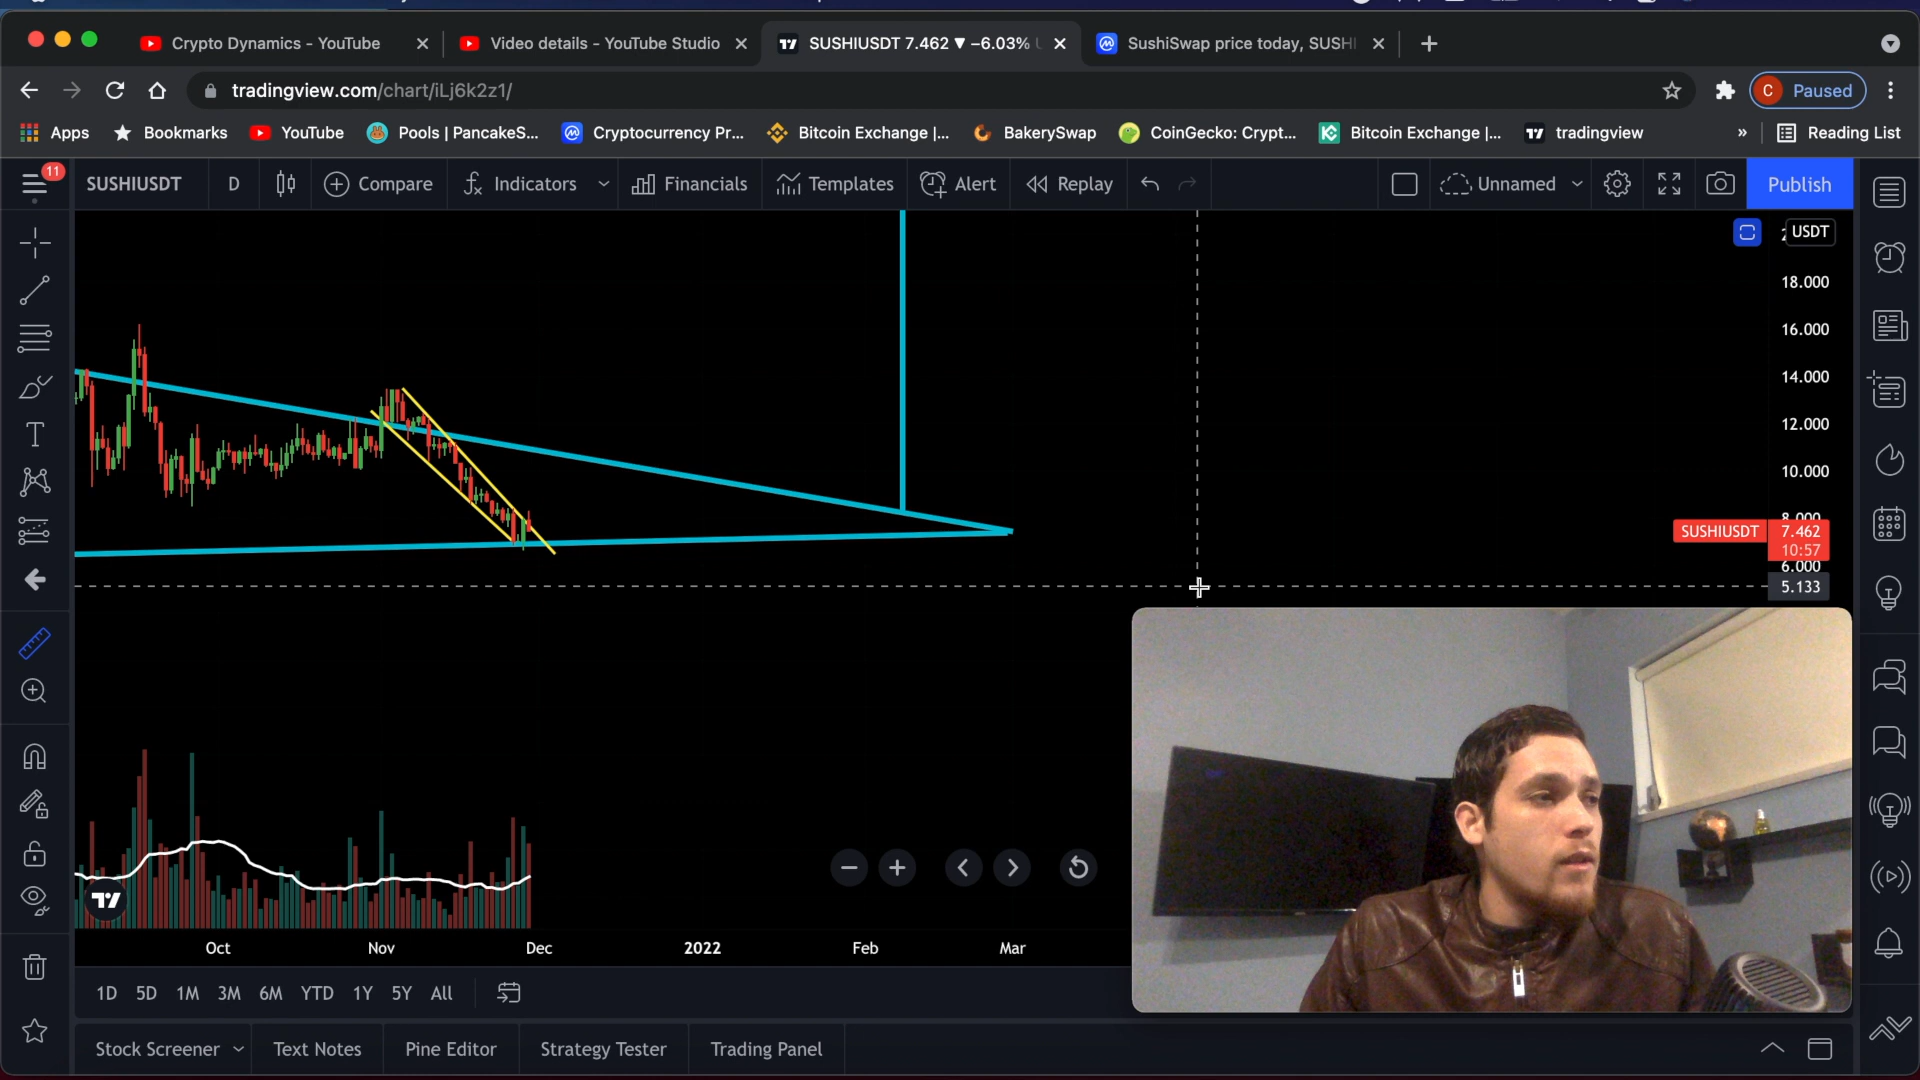 Crypto Dynamics - YouTube
Video details - YouTube Studio
SUSHIUSDT 7.462 ▼ −6.03%
SushiSwap price today, SUSHI
tradingview.com/chart/iLj6k2z1/
C Paused
Apps
Bookmarks
YouTube
Pools | PancakeS...
Cryptocurrency Pr...
Bitcoin Exchange |...
BakerySwap
CoinGecko: Crypt...
Bitcoin Exchange |...
tradingview
»
Reading List
11
SUSHIUSDT
D
Compare
Indicators
Financials
Templates
Alert
Replay
Unnamed
Publish
USDT
18.000
16.000
14.000
12.000
10.000
8.000
SUSHIUSDT 7.462
10:57
6.000
5.133
Oct
Nov
Dec
2022
Feb
Mar
1D
5D
1M
3M
6M
YTD
1Y
5Y
All
Stock Screener
Text Notes
Pine Editor
Strategy Tester
Trading Panel